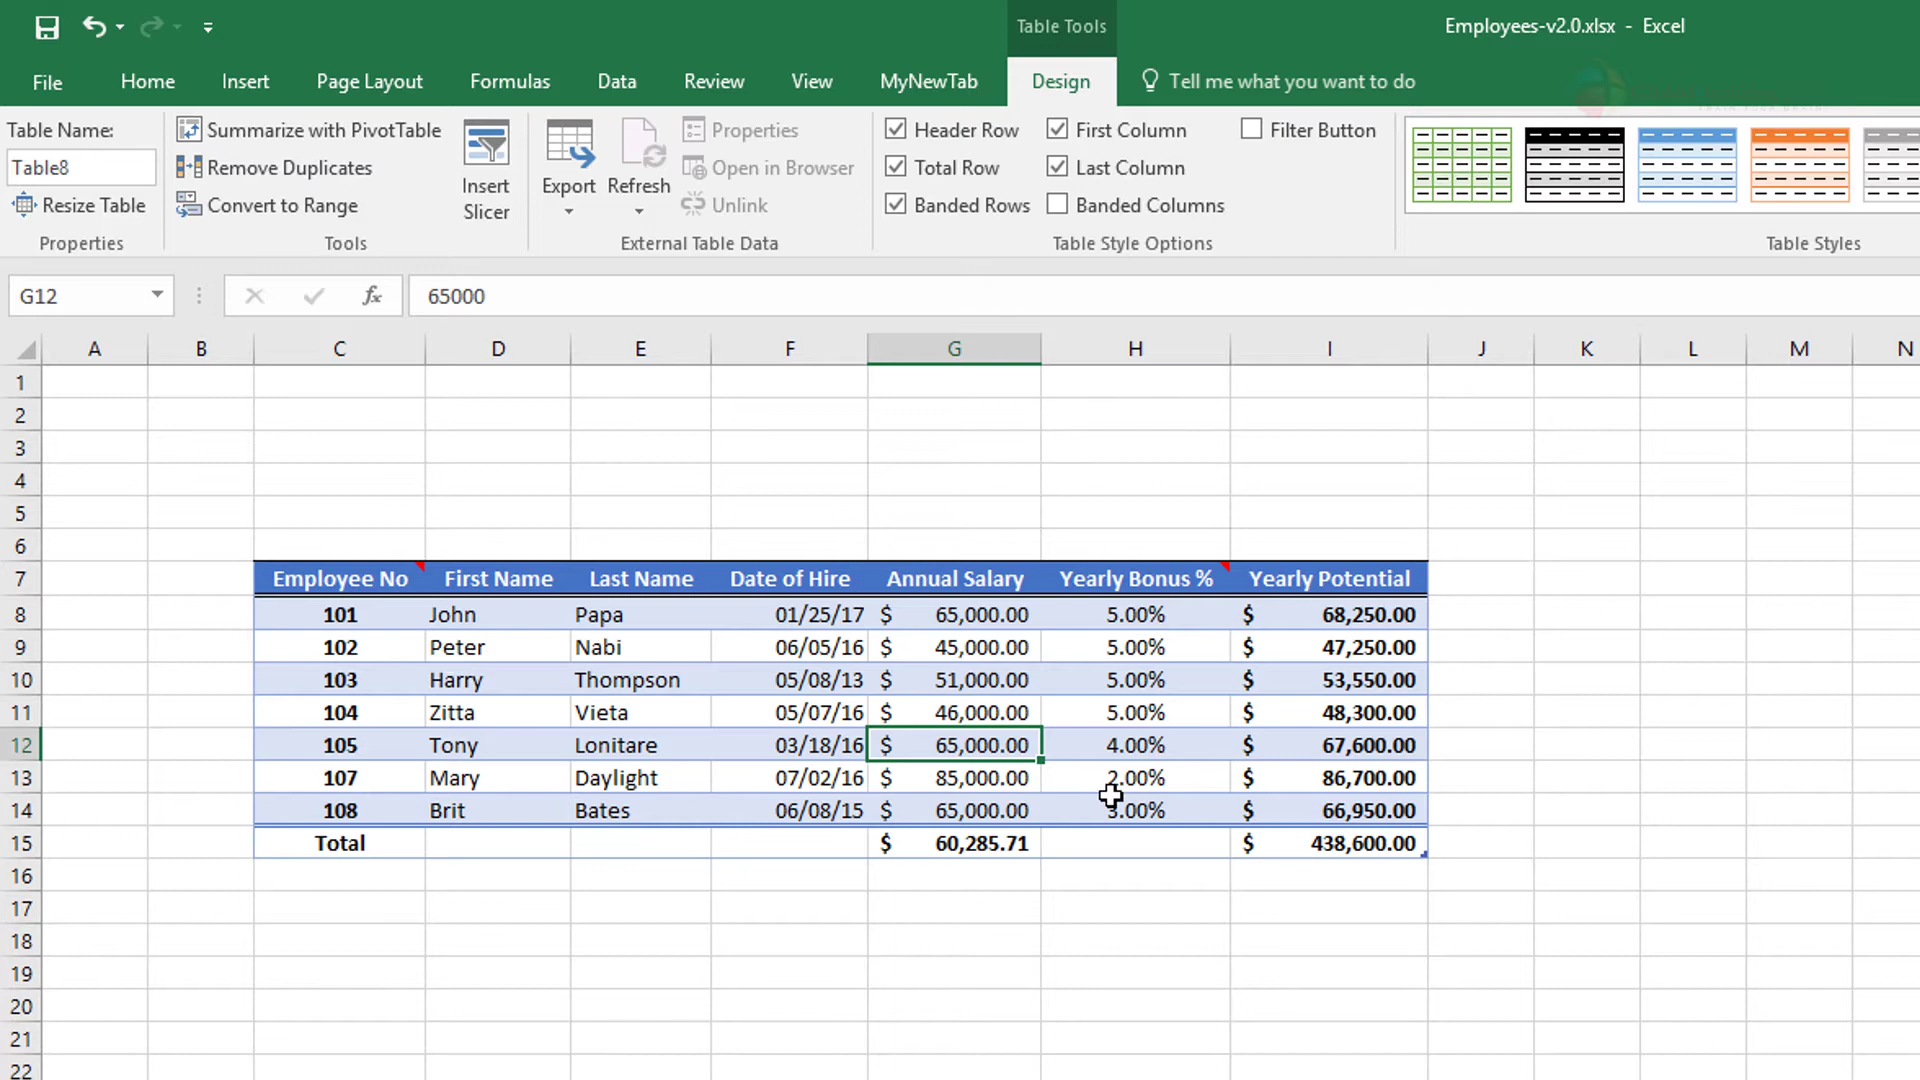 Table Tools
Employees-v2.0.xlsx - Excel
File Home Insert Page Layout Formulas Data Review View MyNewTab Design Tell me what you want to do
Table Name:
Table8
Resize Table
Properties
Summarize with PivotTable
Remove Duplicates
Convert to Range
Tools
Insert
Slicer
Export
Refresh
Properties
Open in Browser
Unlink
External Table Data
Header Row
Total Row
Banded Rows
First Column
Last Column
Banded Columns
Filter Button
Table Style Options
Table Styles
G12 fx 65000
A B C D E F G H I J K L M N
1
2
3
4
5
6
7 Employee No First Name Last Name Date of Hire Annual Salary Yearly Bonus % Yearly Potential
8 101 John Papa 01/25/17 $ 65,000.00 5.00% $ 68,250.00
9 102 Peter Nabi 06/05/16 $ 45,000.00 5.00% $ 47,250.00
10 103 Harry Thompson 05/08/13 $ 51,000.00 5.00% $ 53,550.00
11 104 Zitta Vieta 05/07/16 $ 46,000.00 5.00% $ 48,300.00
12 105 Tony Lonitare 03/18/16 $ 65,000.00 4.00% $ 67,600.00
13 107 Mary Daylight 07/02/16 $ 85,000.00 2.00% $ 86,700.00
14 108 Brit Bates 06/08/15 $ 65,000.00 3.00% $ 66,950.00
15 Total $ 60,285.71 $ 438,600.00
16
17
18
19
20
21
22